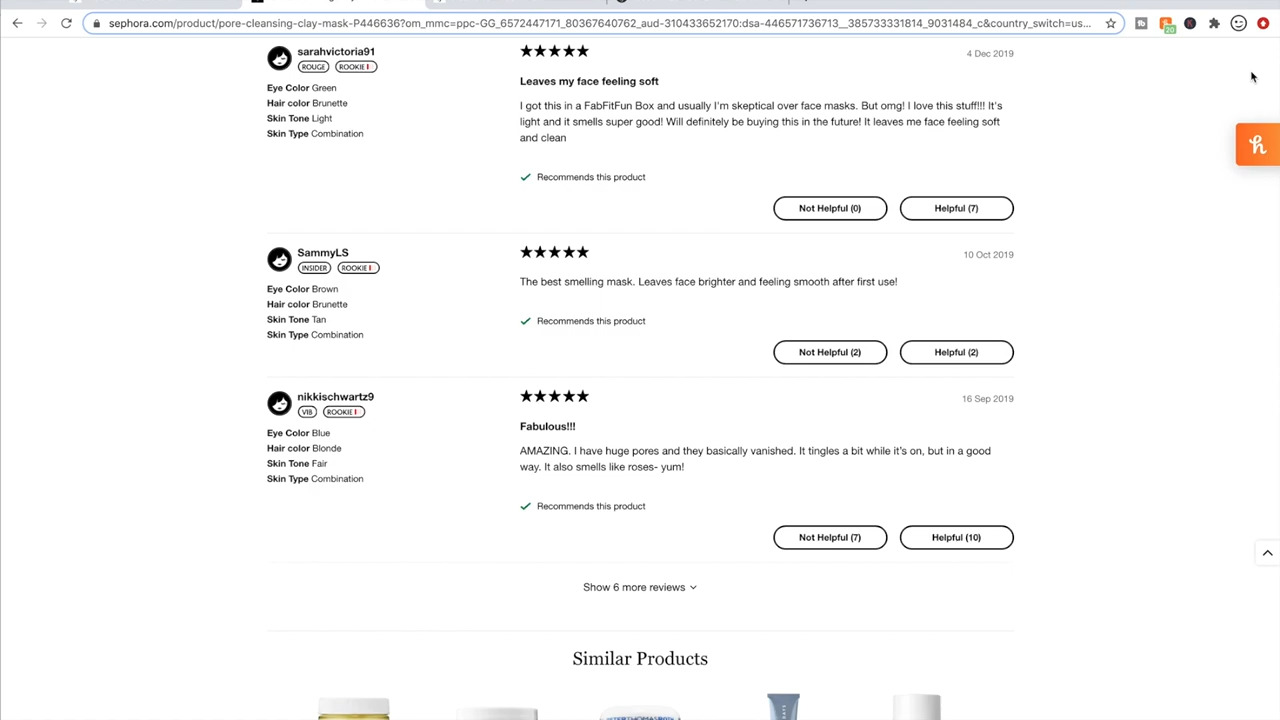 sephora.com/product/pore-cleansing-clay-mask-P446636?om_mmc=ppc-GG_6572447171_80367640762_aud-310433652170:dsa-446571736713__385733331814_9031484_c&country_switch=us...
20
sarahvictoria91
ROUGE ROOKIE
Eye Color Green
Hair color Brunette
Skin Tone Light
Skin Type Combination
4 Dec 2019
Leaves my face feeling soft
I got this in a FabFitFun Box and usually I'm skeptical over face masks. But omg! I love this stuff!!! It's
light and it smells super good! Will definitely be buying this in the future! It leaves me face feeling soft
and clean
Recommends this product
Not Helpful (0) Helpful (7)
h
SammyLS
INSIDER ROOKIE
Eye Color Brown
Hair color Brunette
Skin Tone Tan
Skin Type Combination
10 Oct 2019
The best smelling mask. Leaves face brighter and feeling smooth after first use!
Recommends this product
Not Helpful (2) Helpful (2)
nikkischwartz9
VIB ROOKIE
Eye Color Blue
Hair color Blonde
Skin Tone Fair
Skin Type Combination
16 Sep 2019
Fabulous!!!
AMAZING. I have huge pores and they basically vanished. It tingles a bit while it's on, but in a good
way. It also smells like roses- yum!
Recommends this product
Not Helpful (7) Helpful (10)
Show 6 more reviews
Similar Products